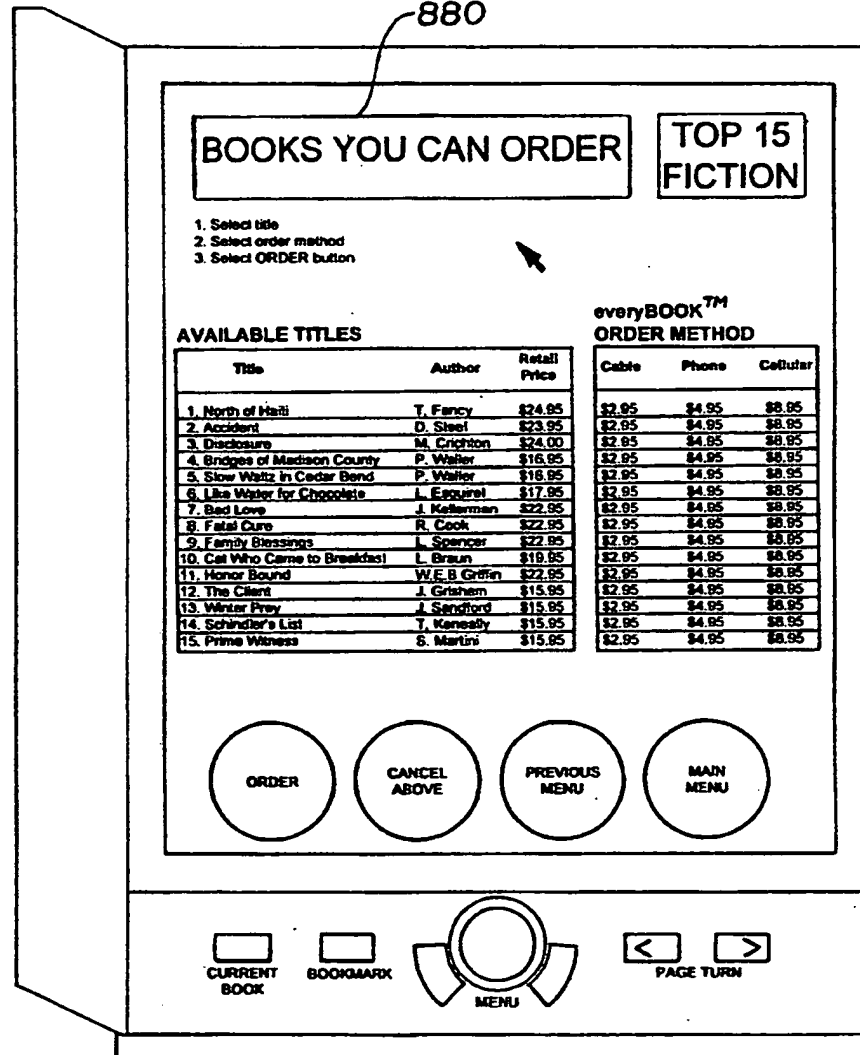 880
BOOKS YOU CAN ORDER
TOP 15
FICTION
1. Select title
2. Select order method
3. Select ORDER button
AVAILABLE TITLES
everyBOOK™
ORDER METHOD
Title Author Retail Price Cable Phone Cellular
1. North of Haiti T. Fancy $24.95 $2.95 $4.95 $8.95
2. Accident D. Steel $23.95 $2.95 $4.95 $8.95
3. Disclosure M. Crichton $24.00 $2.95 $4.95 $8.95
4. Bridges of Madison County P. Waller $16.95 $2.95 $4.95 $8.95
5. Slow Waltz in Cedar Bend P. Waller $16.95 $2.95 $4.95 $8.95
6. Like Water for Chocolate L. Esquirel $17.95 $2.95 $4.95 $8.95
7. Bad Love J. Kellerman $22.95 $2.95 $4.95 $8.95
8. Fatal Cure R. Cook $22.95 $2.95 $4.95 $8.95
9. Family Blessings L. Spencer $22.95 $2.95 $4.95 $8.95
10. Cat Who Came to Breakfast L. Braun $19.95 $2.95 $4.95 $8.95
11. Honor Bound W.E.B Griffin $22.95 $2.95 $4.95 $8.95
12. The Client J. Grisham $15.95 $2.95 $4.95 $8.95
13. Winter Prey J. Sandford $15.95 $2.95 $4.95 $8.95
14. Schindler's List T. Keneally $15.95 $2.95 $4.95 $8.95
15. Prime Witness S. Martini $15.95 $2.95 $4.95 $8.95
ORDER
CANCEL
ABOVE
PREVIOUS
MENU
MAIN
MENU
< >
CURRENT
BOOK
BOOKMARK
MENU
PAGE TURN